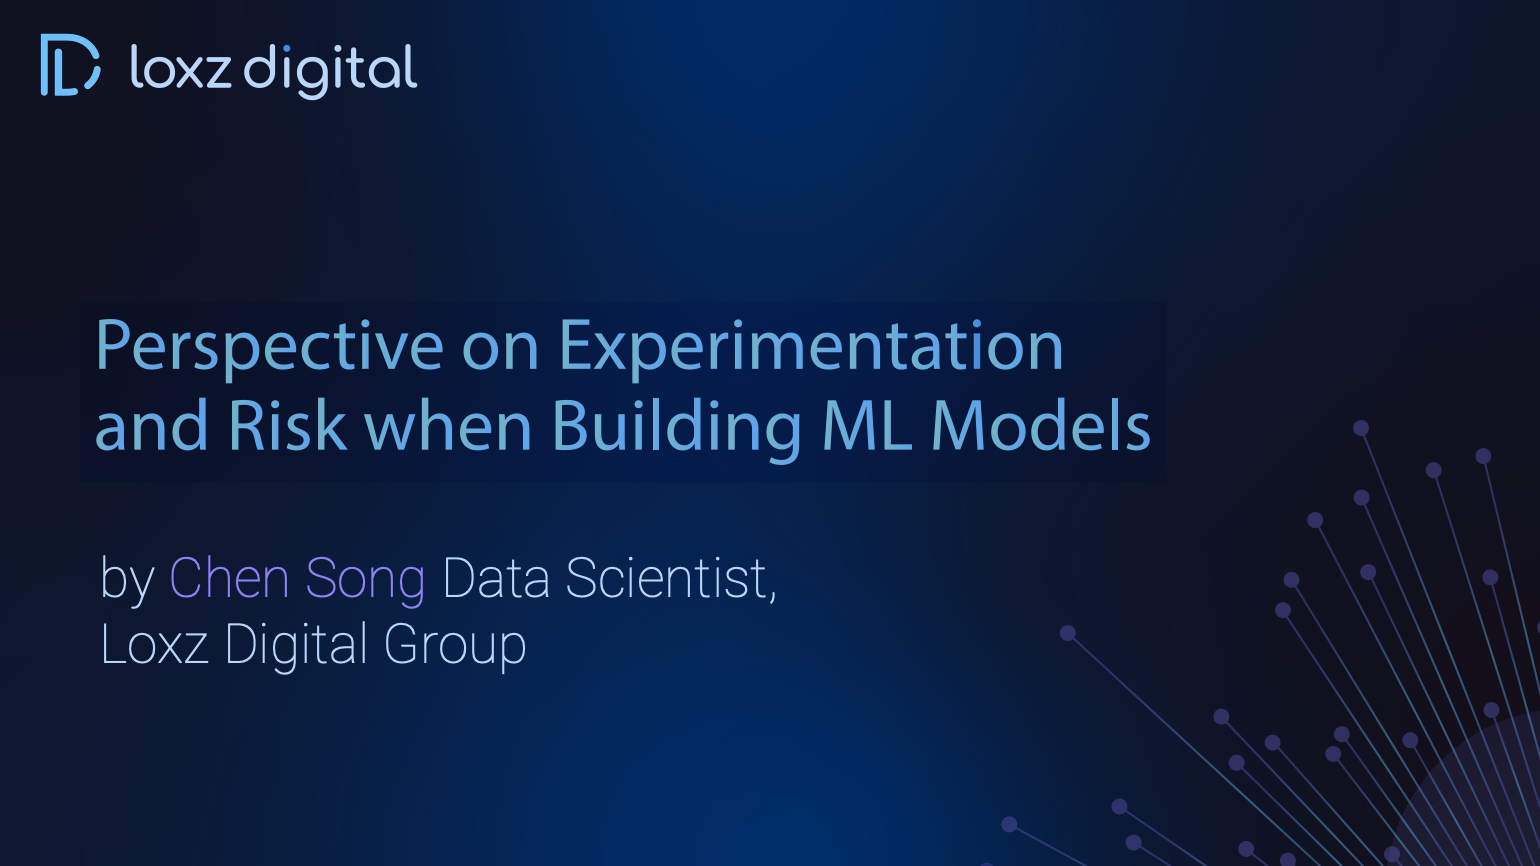 loxz digital
Perspective on Experimentation
and Risk when Building ML Models
by Chen Song Data Scientist,
Loxz Digital Group